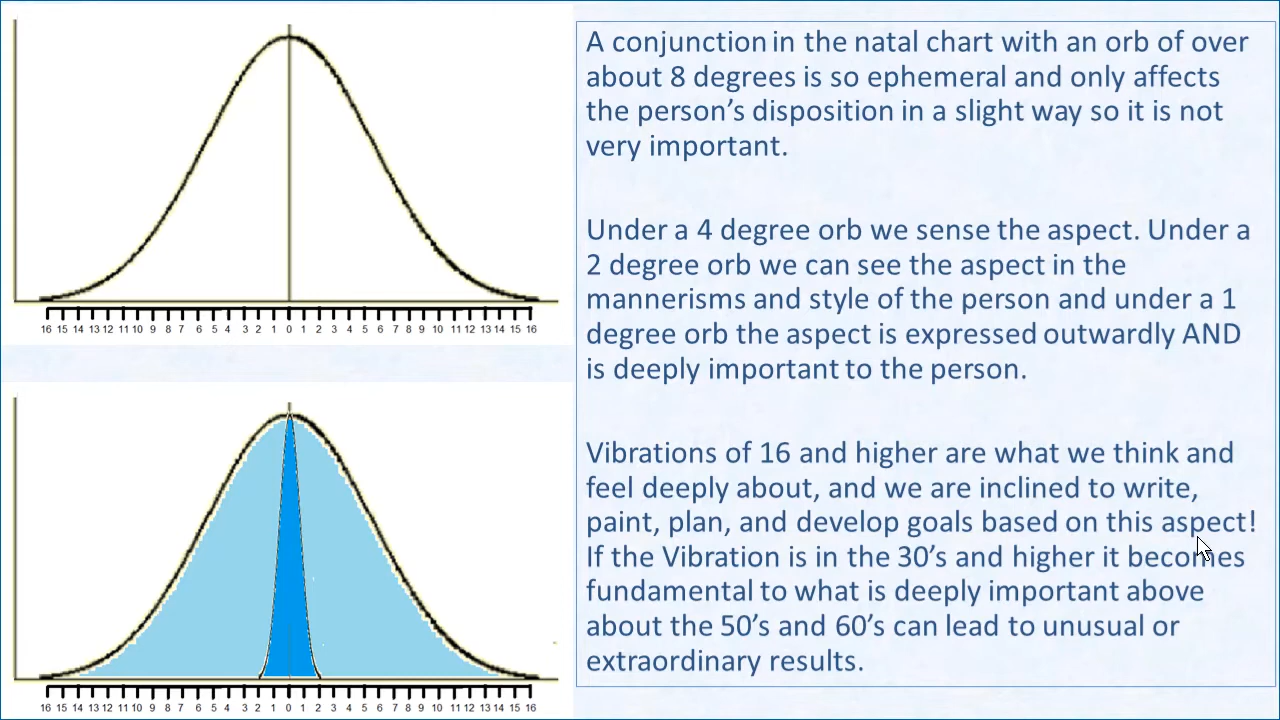 A conjunction in the natal chart with an orb of over
about 8 degrees is so ephemeral and only affects
the person's disposition in a slight way so it is not
very important.
Under a 4 degree orb we sense the aspect. Under a
2 degree orb we can see the aspect in the
mannerisms and style of the person and under a 1
degree orb the aspect is expressed outwardly AND
is deeply important to the person.
Vibrations of 16 and higher are what we think and
feel deeply about, and we are inclined to write,
paint, plan, and develop goals based on this aspect!
If the Vibration is in the 30's and higher it becomes
fundamental to what is deeply important above
about the 50's and 60's can lead to unusual or
extraordinary results.
16 15 14 13 12 11 10 9 8 7 6 5 4 3 2 1 0 1 2 3 4 5 6 7 8 9 10 11 12 13 14 15 16
16 15 14 13 12 11 10 9 8 7 6 5 4 3 2 1 0 1 2 3 4 5 6 7 8 9 10 11 12 13 14 15 16